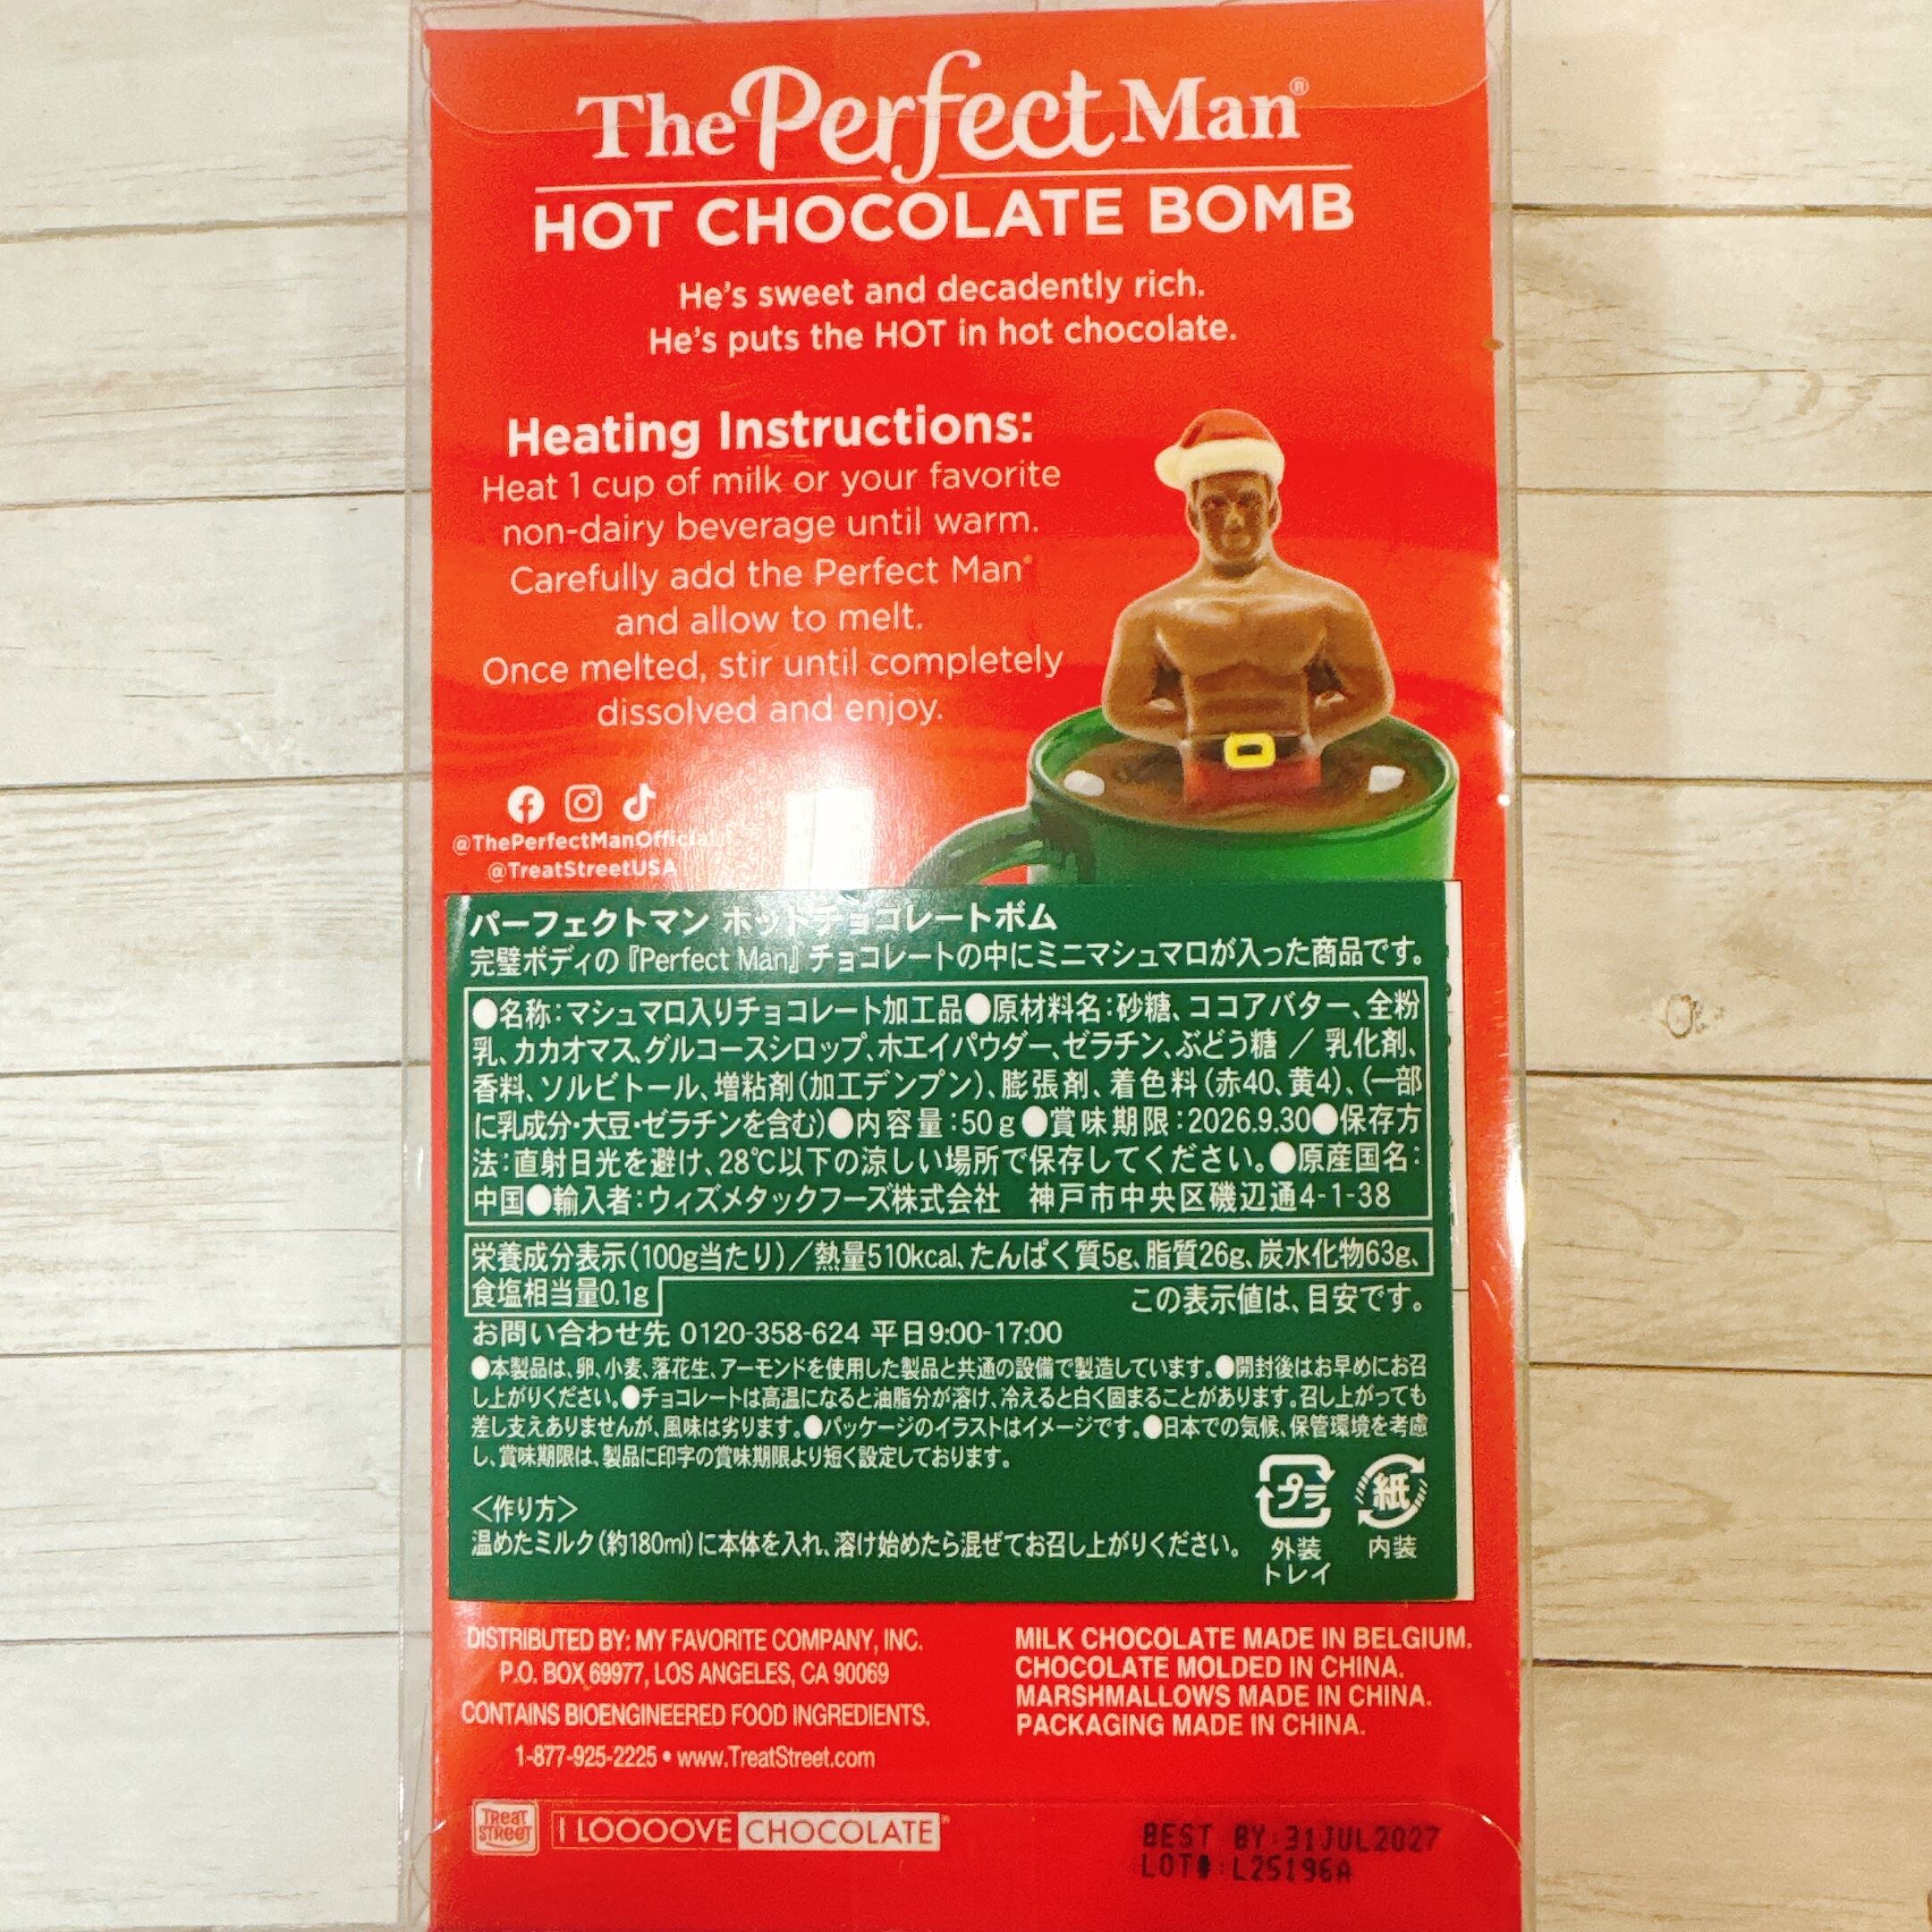 The Perfect Man®
HOT CHOCOLATE BOMB
He's sweet and decadently rich.
He's puts the HOT in hot chocolate.
Heating Instructions:
Heat 1 cup of milk or your favorite
non-dairy beverage until warm.
Carefully add the Perfect Man®
and allow to melt.
Once melted, stir until completely
dissolved and enjoy.
@ThePerfectManOfficial
@TreatStreetUSA
パーフェクトマン ホットチョコレートボム
完璧ボディの『Perfect Man』チョコレートの中にミニマシュマロが入った商品です。
●名称:マシュマロ入りチョコレート加工品●原材料名:砂糖、ココアバター、全粉
乳、カカオマス、グルコースシロップ、ホエイパウダー、ゼラチン、ぶどう糖 / 乳化剤、
香料、ソルビトール、増粘剤(加工デンプン)、膨張剤、着色料(赤40、黄4)、(一部
に乳成分・大豆・ゼラチンを含む)●内容量:50g●賞味期限:2026.9.30●保存方
法:直射日光を避け、28℃以下の涼しい場所で保存してください。●原産国名:
中国●輸入者:ウィズメタックフーズ株式会社 神戸市中央区磯辺通4-1-38
栄養成分表示(100g当たり)/熱量510kcal、たんぱく質5g、脂質26g、炭水化物63g、
食塩相当量0.1g
この表示値は、目安です。
お問い合わせ先 0120-358-624 平日9:00-17:00
●本製品は、卵、小麦、落花生、アーモンドを使用した製品と共通の設備で製造しています。●開封後はお早めにお召
し上がりください。●チョコレートは高温になると油脂分が溶け、冷えると白く固まることがあります。召し上がっても
差し支えありませんが、風味は劣ります。●パッケージのイラストはイメージです。●日本での気候、保管環境を考慮
し、賞味期限は、製品に印字の賞味期限より短く設定しております。
<作り方>
温めたミルク(約180ml)に本体を入れ、溶け始めたら混ぜてお召し上がりください。
プラ 紙
外装 内装
トレイ
DISTRIBUTED BY: MY FAVORITE COMPANY, INC.
P.O. BOX 69977, LOS ANGELES, CA 90069
CONTAINS BIOENGINEERED FOOD INGREDIENTS.
1-877-925-2225 • www.TreatStreet.com
MILK CHOCOLATE MADE IN BELGIUM.
CHOCOLATE MOLDED IN CHINA.
MARSHMALLOWS MADE IN CHINA.
PACKAGING MADE IN CHINA.
TREAT
STREET
I LOOOOVE CHOCOLATE®
BEST BY:31JUL2027
LOT#:L25196A